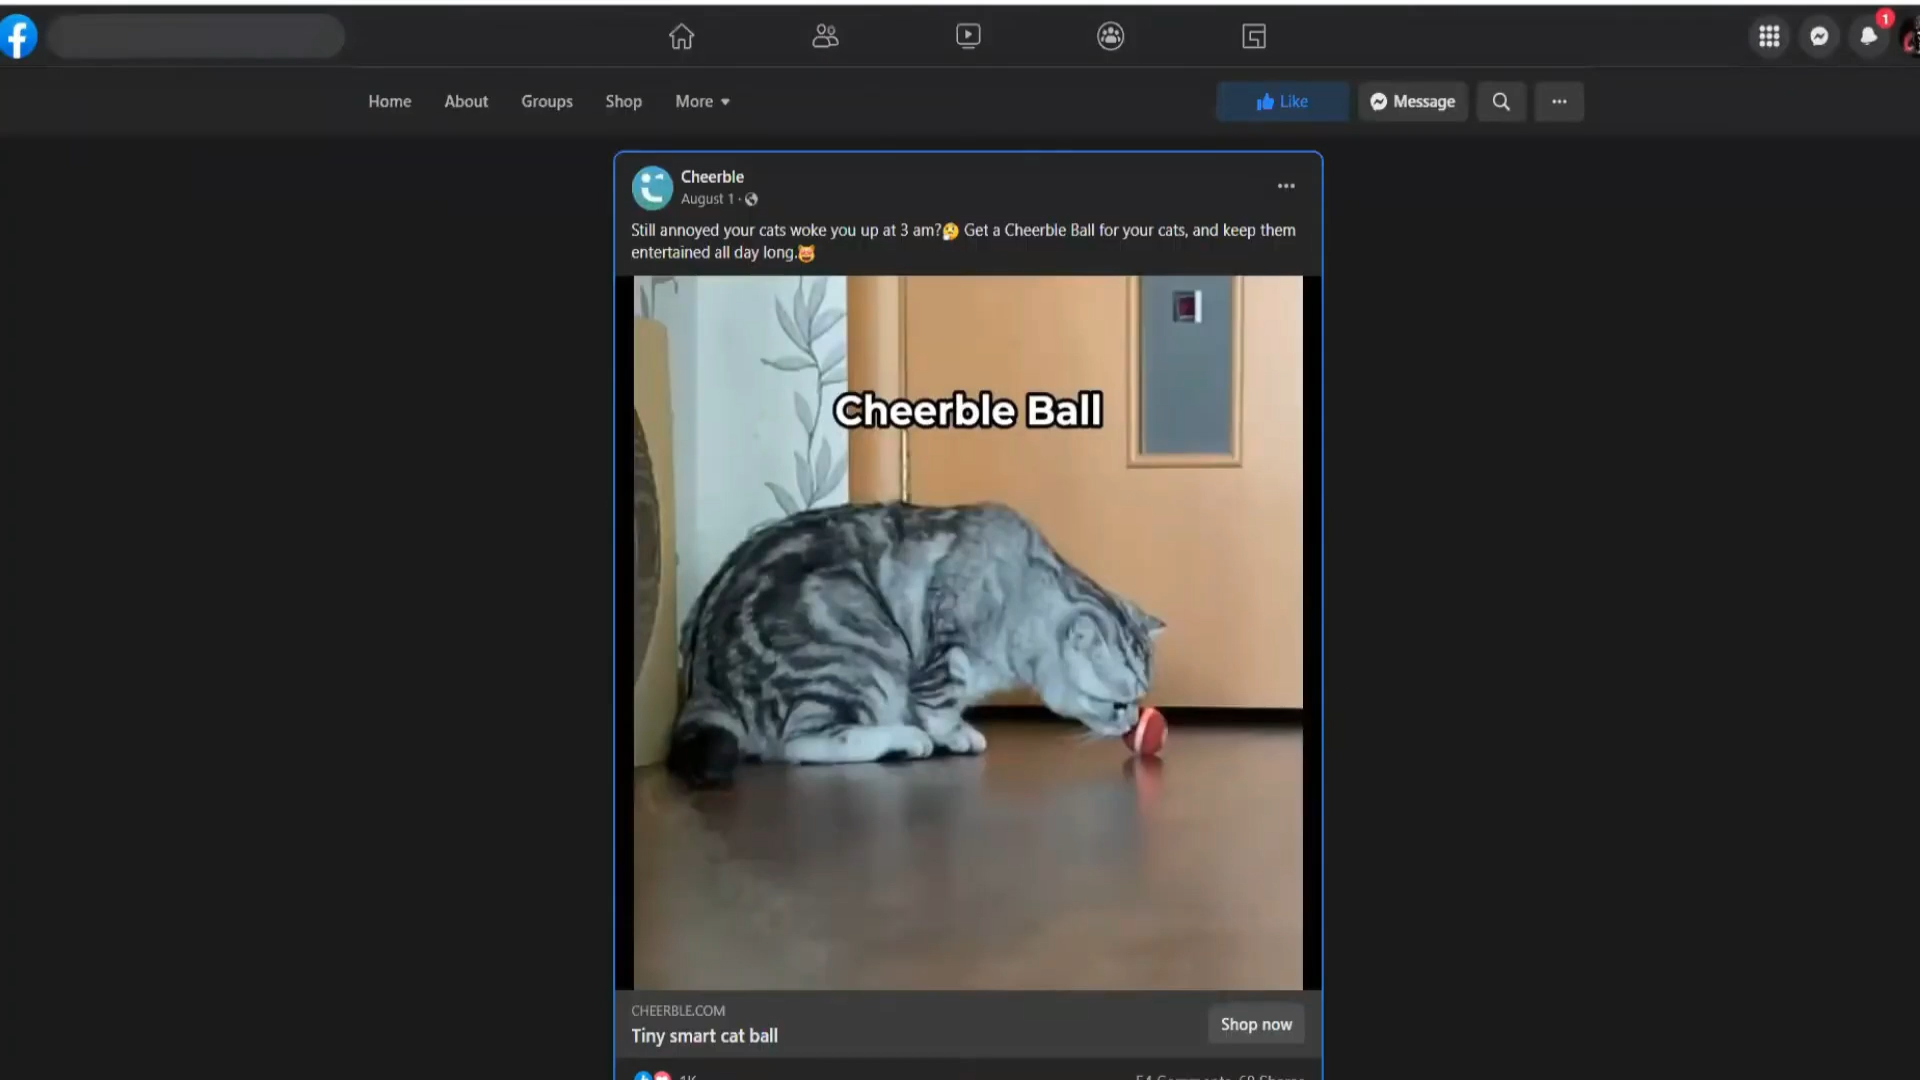 1
Home About Groups Shop More Like Message
Cheerble
August 1
Still annoyed your cats woke you up at 3 am? Get a Cheerble Ball for your cats, and keep them
entertained all day long.
Cheerble Ball
CHEERBLE.COM
Tiny smart cat ball
Shop now
1K